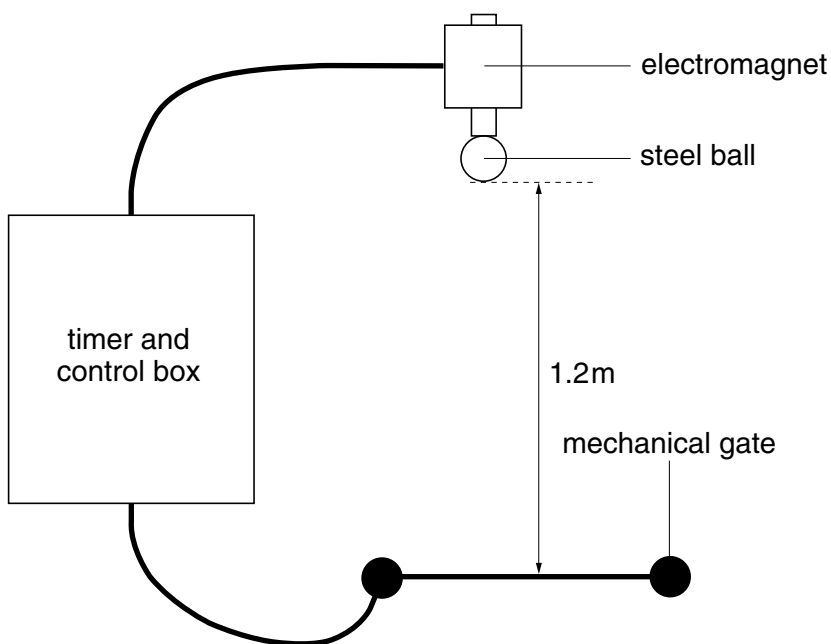 electromagnet
steel ball
timer and
control box
1.2m
mechanical gate